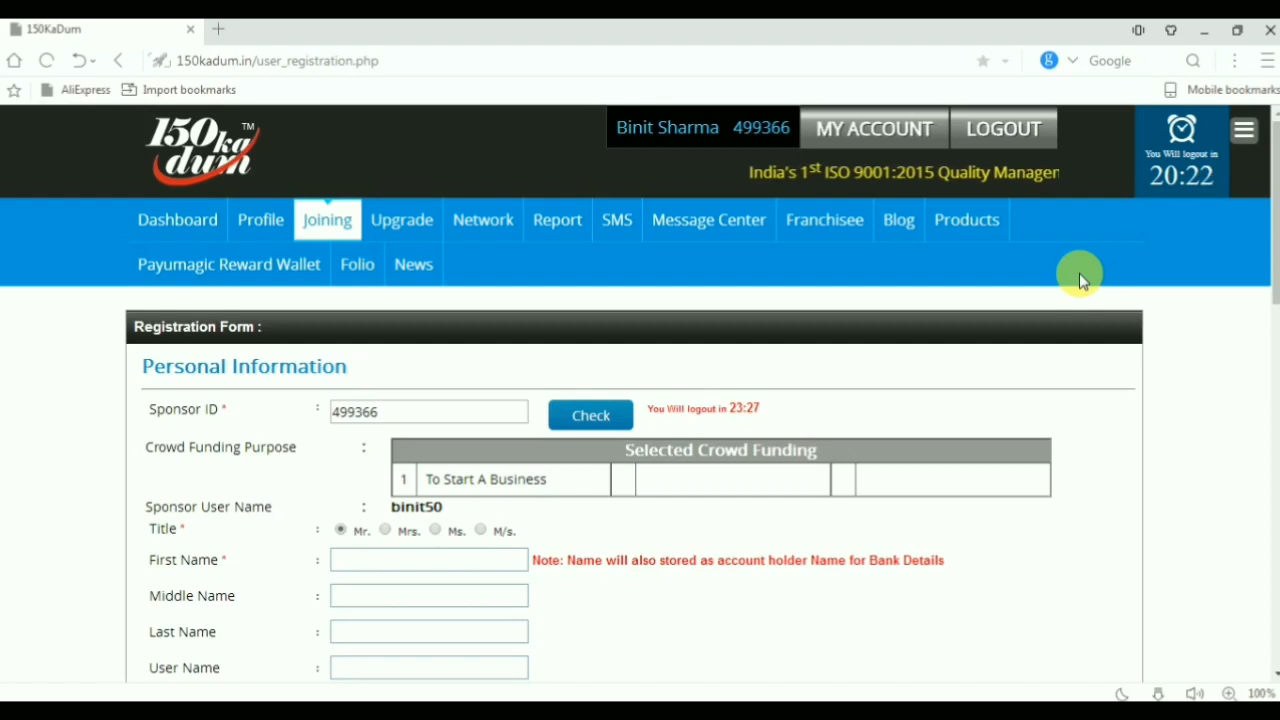 150KaDum
150kadum.in/user_registration.php
Google
AliExpress Import bookmarks Mobile bookmarks
150ka dum TM
Binit Sharma 499366 MY ACCOUNT LOGOUT
India's 1st ISO 9001:2015 Quality Manager
You Will logout in
20:22
Dashboard Profile Joining Upgrade Network Report SMS Message Center Franchisee Blog Products
Payumagic Reward Wallet Folio News
Registration Form :
Personal Information
Sponsor ID * : 499366 Check You Will logout in 23:27
Crowd Funding Purpose : Selected Crowd Funding
1 To Start A Business
Sponsor User Name : binit50
Title * : Mr. Mrs. Ms. M/s.
First Name * : Note: Name will also stored as account holder Name for Bank Details
Middle Name :
Last Name :
User Name :
100%